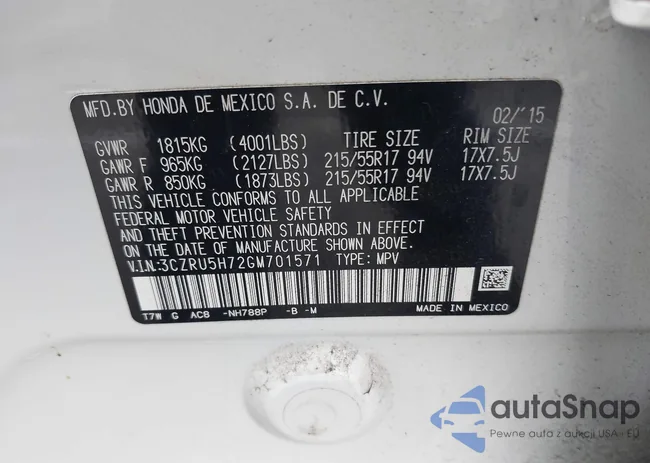 MFD.BY HONDA DE MEXICO S.A. DE C.V.
02/'15
GVWR 1815KG (4001LBS) TIRE SIZE RIM SIZE
GAWR F 965KG (2127LBS) 215/55R17 94V 17X7.5J
GAWR R 850KG (1873LBS) 215/55R17 94V 17X7.5J
THIS VEHICLE CONFORMS TO ALL APPLICABLE
FEDERAL MOTOR VEHICLE SAFETY
AND THEFT PREVENTION STANDARDS IN EFFECT
ON THE DATE OF MANUFACTURE SHOWN ABOVE.
V.I.N:3CZRU5H72GM701571 TYPE: MPV
T7W G AC8 -NH788P -B -M
MADE IN MEXICO
autoSnap
Pewne auta z aukcji USA - EU